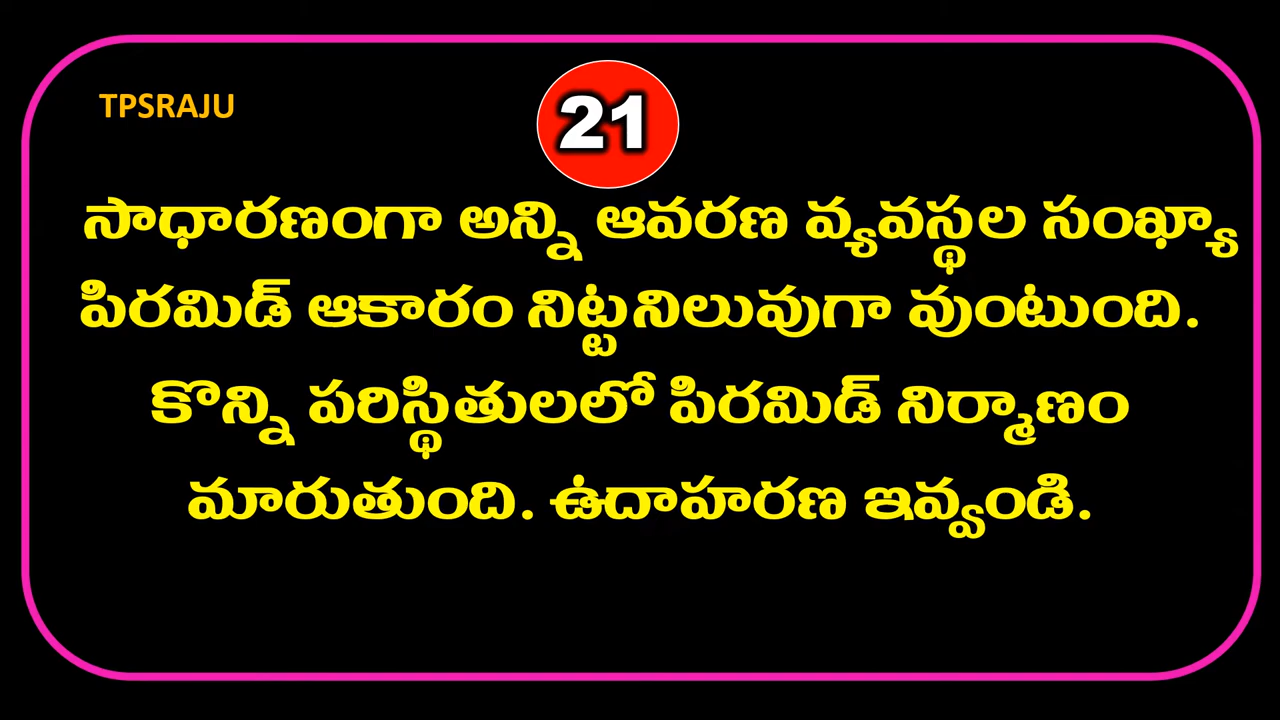 TPSRAJU
21
సాధారణంగా అన్ని ఆవరణ వ్యవస్థల సంఖ్యా
పిరమిడ్ ఆకారం నిట్టనిలువుగా వుంటుంది.
కొన్ని పరిస్థితులలో పిరమిడ్ నిర్మాణం
మారుతుంది. ఉదాహరణ ఇవ్వండి.